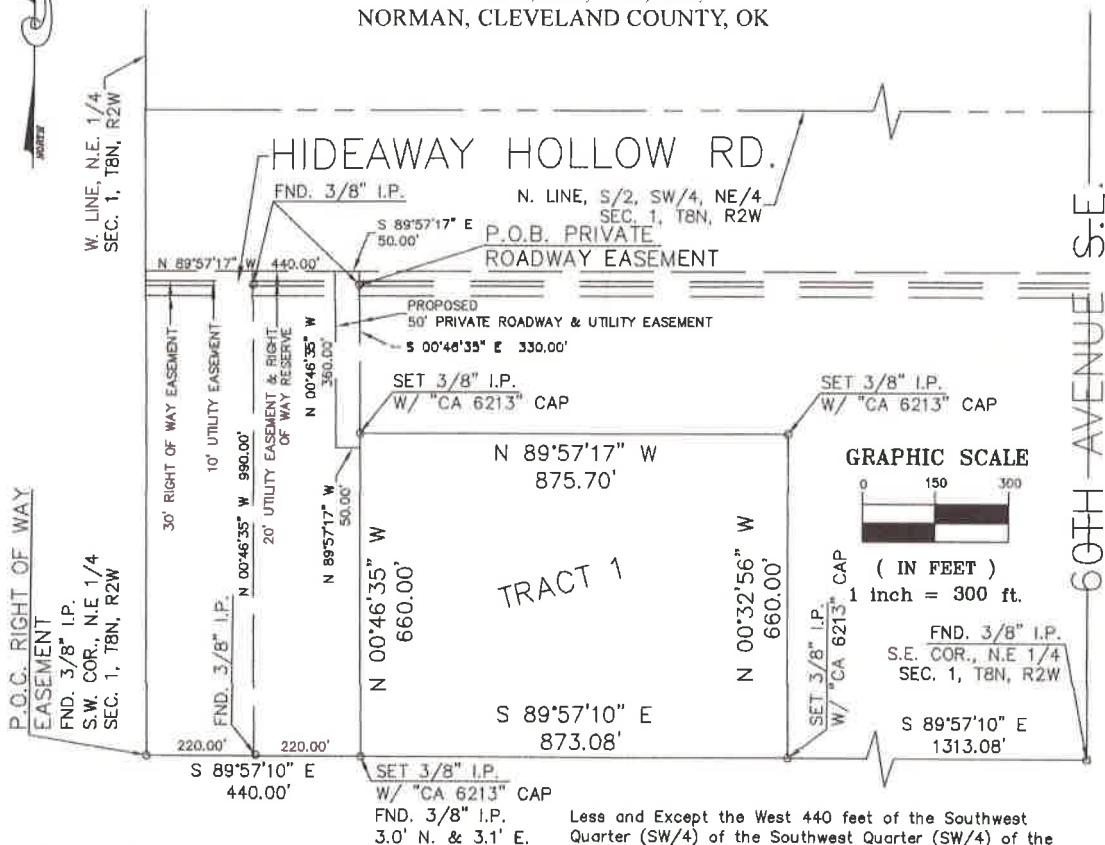 NORMAN, CLEVELAND COUNTY, OK
NORTH
W. LINE, N.E. 1/4
SEC. 1, T8N, R2W
HIDEAWAY HOLLOW RD.
FND. 3/8" I.P.
N. LINE, S/2, SW/4, NE/4
SEC. 1, T8N, R2W
S 89°57'17" E
50.00'
P.O.B. PRIVATE
ROADWAY EASEMENT
N 89°57'17" W 440.00'
PROPOSED
50' PRIVATE ROADWAY & UTILITY EASEMENT
S 00°46'35" E 330.00'
30' RIGHT OF WAY EASEMENT
10' UTILITY EASEMENT
N 00°46'35" W 990.00'
20' UTILITY EASEMENT & RIGHT
OF WAY RESERVE
N 00°46'35" W
360.00'
N 89°57'17" W
50.00'
SET 3/8" I.P.
W/ "CA 6213" CAP
SET 3/8" I.P.
W/ "CA 6213" CAP
N 89°57'17" W
875.70'
GRAPHIC SCALE
0 150 300
( IN FEET )
1 inch = 300 ft.
60TH AVENUE S.E.
TRACT 1
N 00°46'35" W
660.00'
N 00°32'56" W
660.00'
SET 3/8" I.P.
W/ "CA 6213" CAP
FND. 3/8" I.P.
S.E. COR., N.E 1/4
SEC. 1, T8N, R2W
P.O.C. RIGHT OF WAY
EASEMENT
FND. 3/8" I.P.
S.W. COR., N.E 1/4
SEC. 1, T8N, R2W
FND. 3/8" I.P.
S 89°57'10" E
873.08'
S 89°57'10" E
1313.08'
220.00' 220.00'
S 89°57'10" E
440.00'
SET 3/8" I.P.
W/ "CA 6213" CAP
FND. 3/8" I.P.
3.0' N. & 3.1' E.
Less and Except the West 440 feet of the Southwest
Quarter (SW/4) of the Southwest Quarter (SW/4) of the